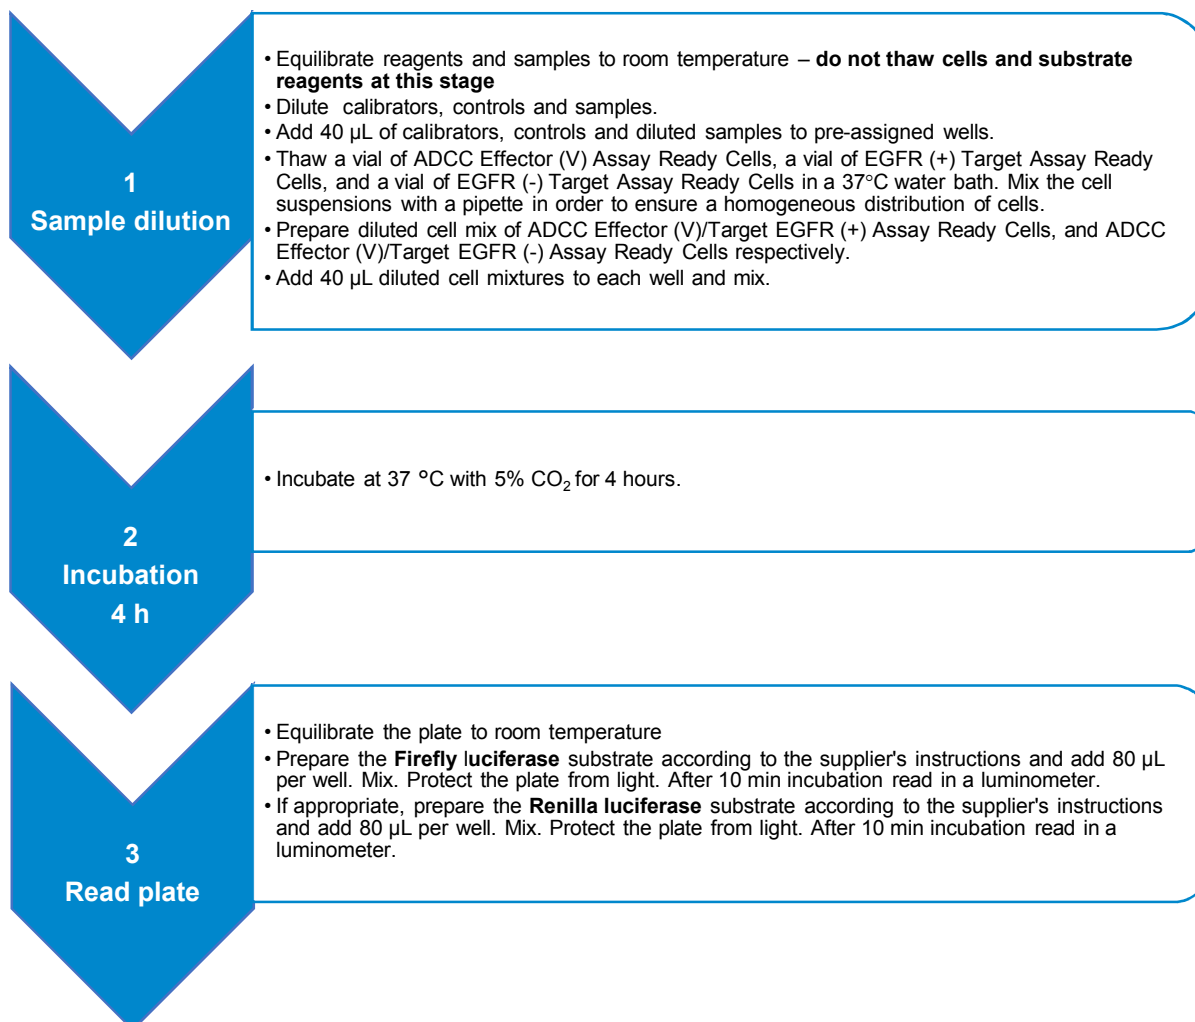 1
Sample dilution
• Equilibrate reagents and samples to room temperature – do not thaw cells and substrate
reagents at this stage
• Dilute calibrators, controls and samples.
• Add 40 µL of calibrators, controls and diluted samples to pre-assigned wells.
• Thaw a vial of ADCC Effector (V) Assay Ready Cells, a vial of EGFR (+) Target Assay Ready
Cells, and a vial of EGFR (-) Target Assay Ready Cells in a 37°C water bath. Mix the cell
suspensions with a pipette in order to ensure a homogeneous distribution of cells.
• Prepare diluted cell mix of ADCC Effector (V)/Target EGFR (+) Assay Ready Cells, and ADCC
Effector (V)/Target EGFR (-) Assay Ready Cells respectively.
• Add 40 µL diluted cell mixtures to each well and mix.
2
Incubation
4 h
• Incubate at 37 °C with 5% CO₂ for 4 hours.
3
Read plate
• Equilibrate the plate to room temperature
• Prepare the Firefly luciferase substrate according to the supplier's instructions and add 80 µL
per well. Mix. Protect the plate from light. After 10 min incubation read in a luminometer.
• If appropriate, prepare the Renilla luciferase substrate according to the supplier's instructions
and add 80 µL per well. Mix. Protect the plate from light. After 10 min incubation read in a
luminometer.